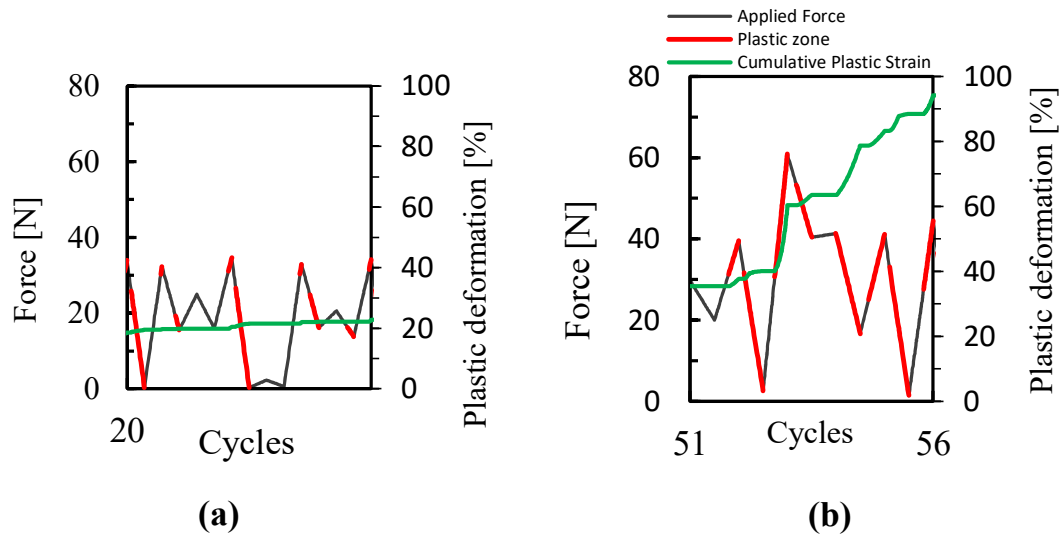 Applied Force
Plastic zone
Cumulative Plastic Strain
80
60
40
20
0
Force [N]
100
80
60
40
20
0
Plastic deformation [%]
20
Cycles
(a)
80
60
40
20
0
Force [N]
100
80
60
40
20
0
Plastic deformation [%]
51
Cycles
56
(b)